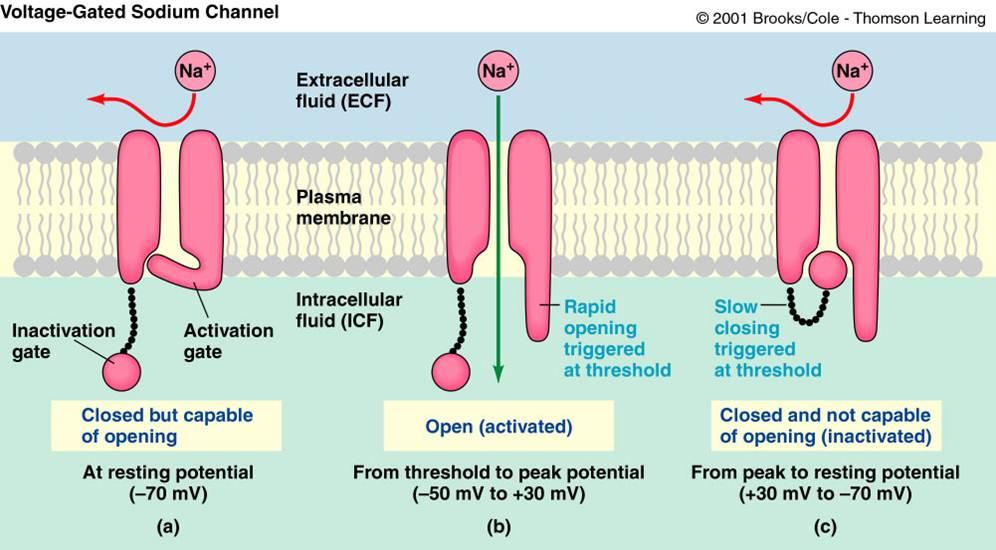 Voltage-Gated Sodium Channel
© 2001 Brooks/Cole - Thomson Learning
Na⁺
Extracellular
fluid (ECF)
Na⁺
Na⁺
Plasma
membrane
Intracellular
fluid (ICF)
Inactivation
gate
Activation
gate
Rapid
opening
triggered
at threshold
Slow
closing
triggered
at threshold
Closed but capable
of opening
Open (activated)
Closed and not capable
of opening (inactivated)
At resting potential
(–70 mV)
From threshold to peak potential
(–50 mV to +30 mV)
From peak to resting potential
(+30 mV to –70 mV)
(a)
(b)
(c)